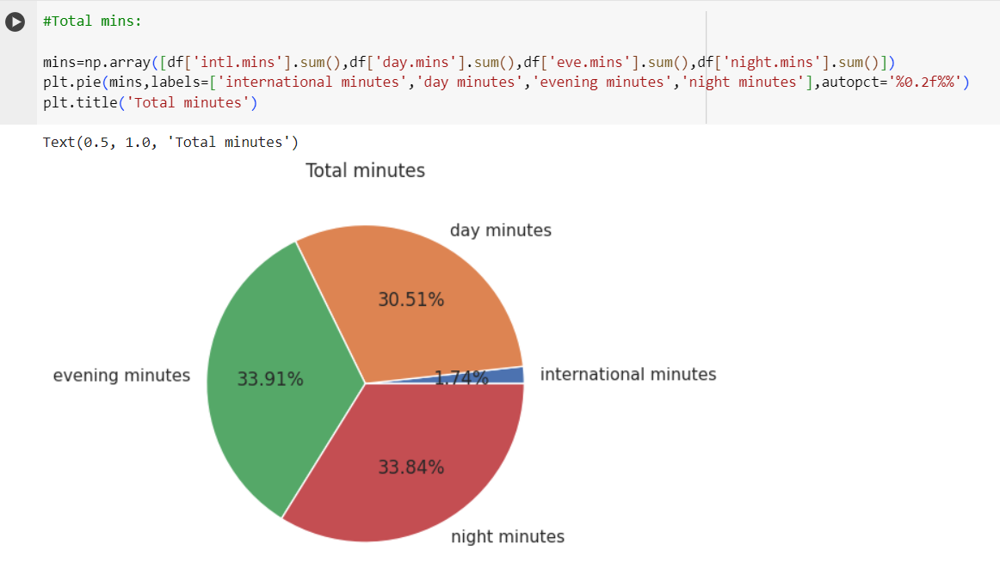 #Total mins:
mins=np.array([df['intl.mins'].sum(),df['day.mins'].sum(),df['eve.mins'].sum(),df['night.mins'].sum()])
plt.pie(mins,labels=['international minutes','day minutes','evening minutes','night minutes'],autopct='%0.2f%%')
plt.title('Total minutes')
Text(0.5, 1.0, 'Total minutes')
Total minutes
day minutes
30.51%
evening minutes
33.91%
1.74%
international minutes
33.84%
night minutes